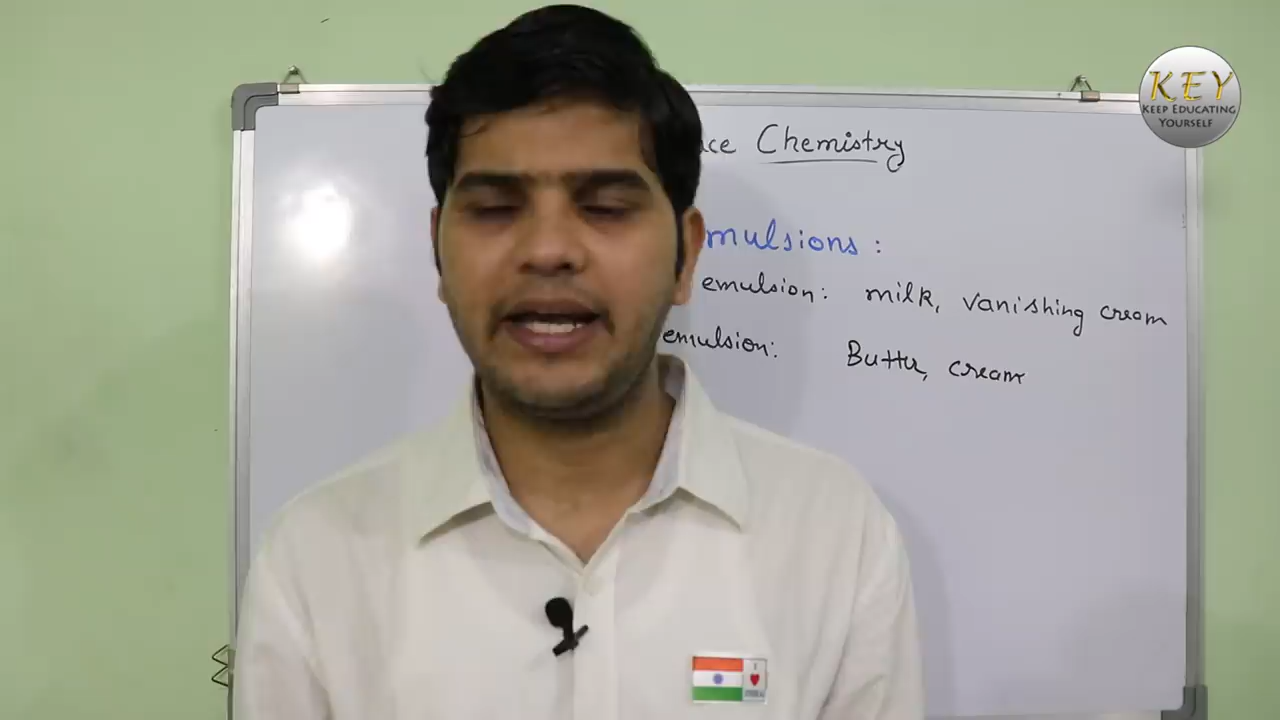 KEY
KEEP EDUCATING
YOURSELF
Chemistry
mulsions :
emulsion: milk, vanishing cream
emulsion: Butter, cream
I